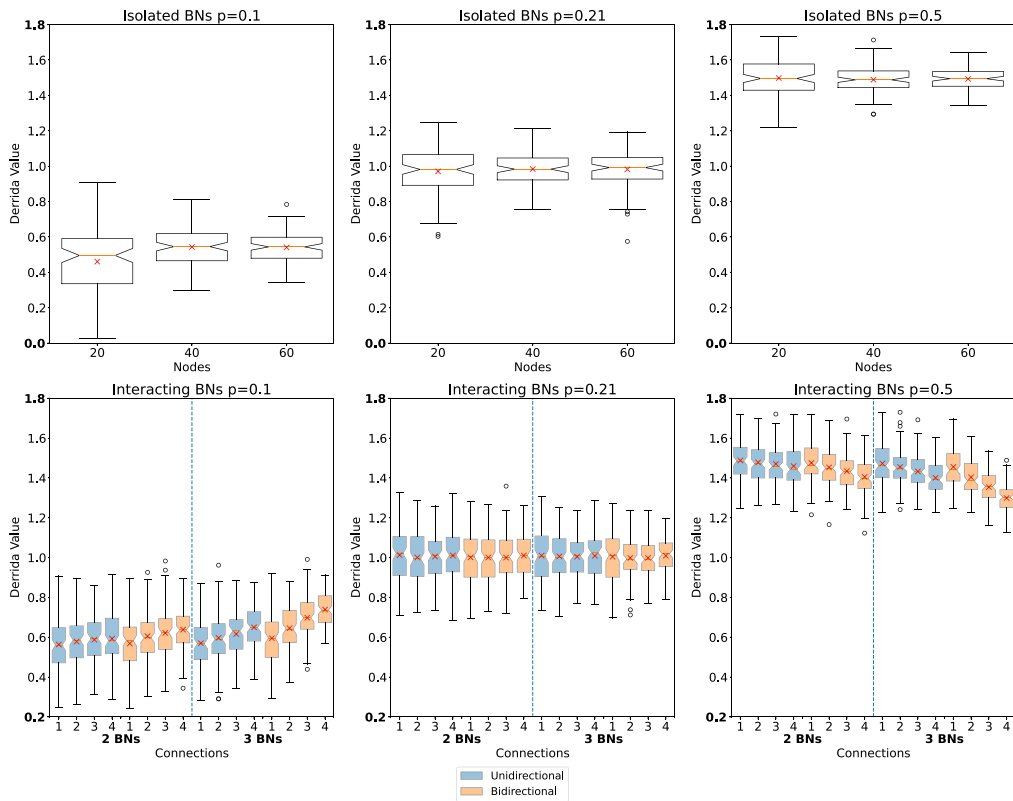 Isolated BNs p=0.1
Isolated BNs p=0.21
Isolated BNs p=0.5
Derrida Value
1.8
1.6
1.4
1.2
1.0
0.8
0.6
0.4
0.2
0.0
20 40 60
Nodes
Derrida Value
1.8
1.6
1.4
1.2
1.0
0.8
0.6
0.4
0.2
0.0
20 40 60
Nodes
Derrida Value
1.8
1.6
1.4
1.2
1.0
0.8
0.6
0.4
0.2
0.0
20 40 60
Nodes
Interacting BNs p=0.1
Interacting BNs p=0.21
Interacting BNs p=0.5
Derrida Value
1.8
1.6
1.4
1.2
1.0
0.8
0.6
0.4
0.2
1 2 3 4 1 2 3 4 1 2 3 4 1 2 3 4
2 BNs 3 BNs
Connections
Derrida Value
1.8
1.6
1.4
1.2
1.0
0.8
0.6
0.4
0.2
1 2 3 4 1 2 3 4 1 2 3 4 1 2 3 4
2 BNs 3 BNs
Connections
Derrida Value
1.8
1.6
1.4
1.2
1.0
0.8
0.6
0.4
0.2
1 2 3 4 1 2 3 4 1 2 3 4 1 2 3 4
2 BNs 3 BNs
Connections
Unidirectional
Bidirectional